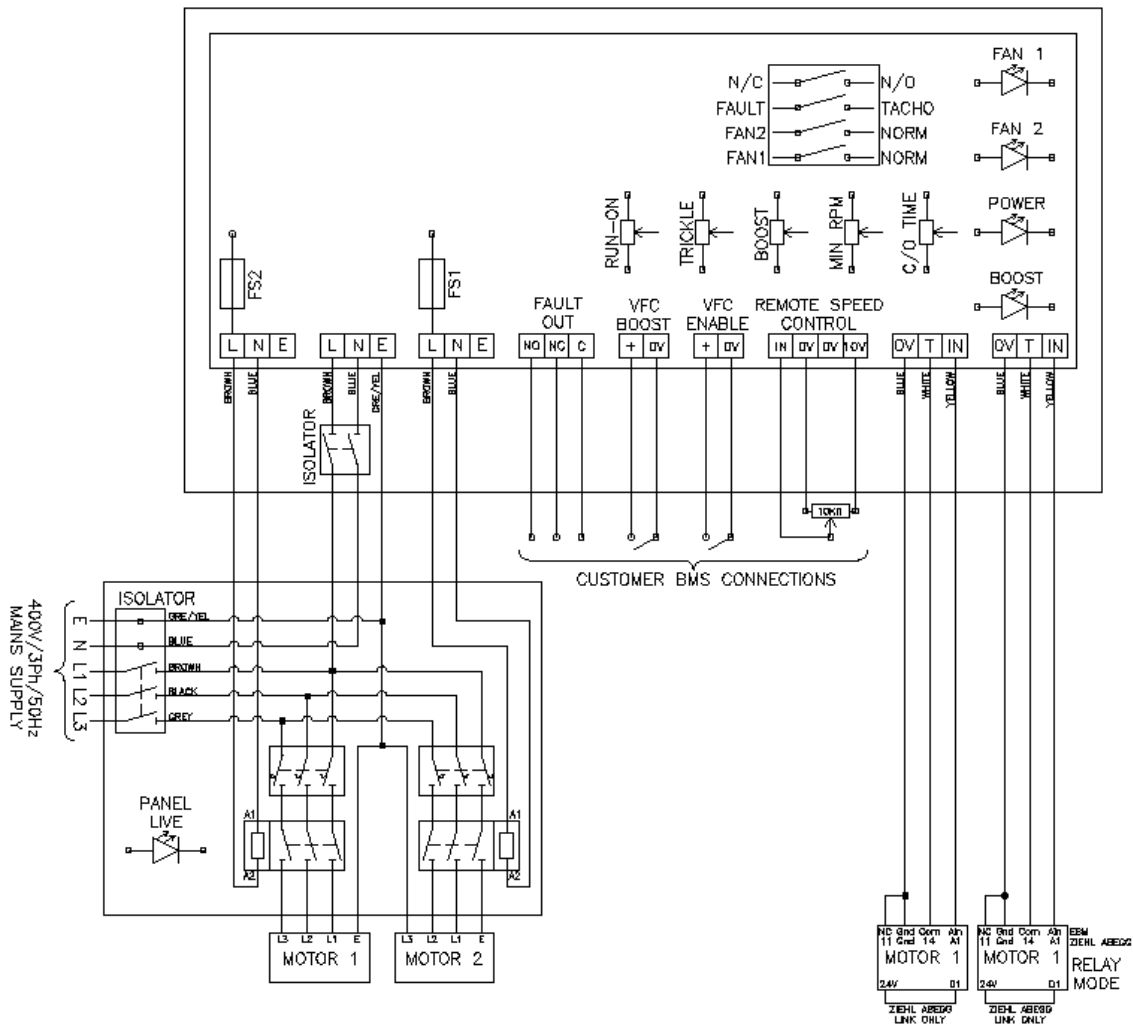 FAN 1
N/C N/O
FAULT TACHO
FAN2 NORM
FAN1 NORM
FAN 2
POWER
BOOST
RUN-ON
TRICKLE
BOOST
MIN RPM
C/O TIME
FS2
FS1
FAULT
OUT
VFC
BOOST
VFC
ENABLE
REMOTE SPEED
CONTROL
L N E
L N E
L N E
NO NC C
+ 0V
+ 0V
IN 0V 0V 10V
0V T IN
0V T IN
BROWN
BLUE
BROWN
BLUE
GRE/YEL
BROWN
BLUE
BLUE
WHITE
YELLOW
BLUE
WHITE
YELLOW
ISOLATOR
10KΩ
CUSTOMER BMS CONNECTIONS
400V/3Ph/50Hz
MAINS SUPPLY
E
N
L1
L2
L3
ISOLATOR
GRE/YEL
BLUE
BROWN
BLACK
GREY
PANEL
LIVE
A1
A2
A1
A2
L3 L2 L1 E
MOTOR 1
L3 L2 L1 E
MOTOR 2
NC Gnd Com Ain
11 Gnd 14 A1
MOTOR 1
24V D1
ZIEHL ABEGG
LINK ONLY
NC Gnd Com Ain
11 Gnd 14 A1
MOTOR 1
24V D1
ZIEHL ABEGG
LINK ONLY
EBM
ZIEHL ABEGG
RELAY
MODE